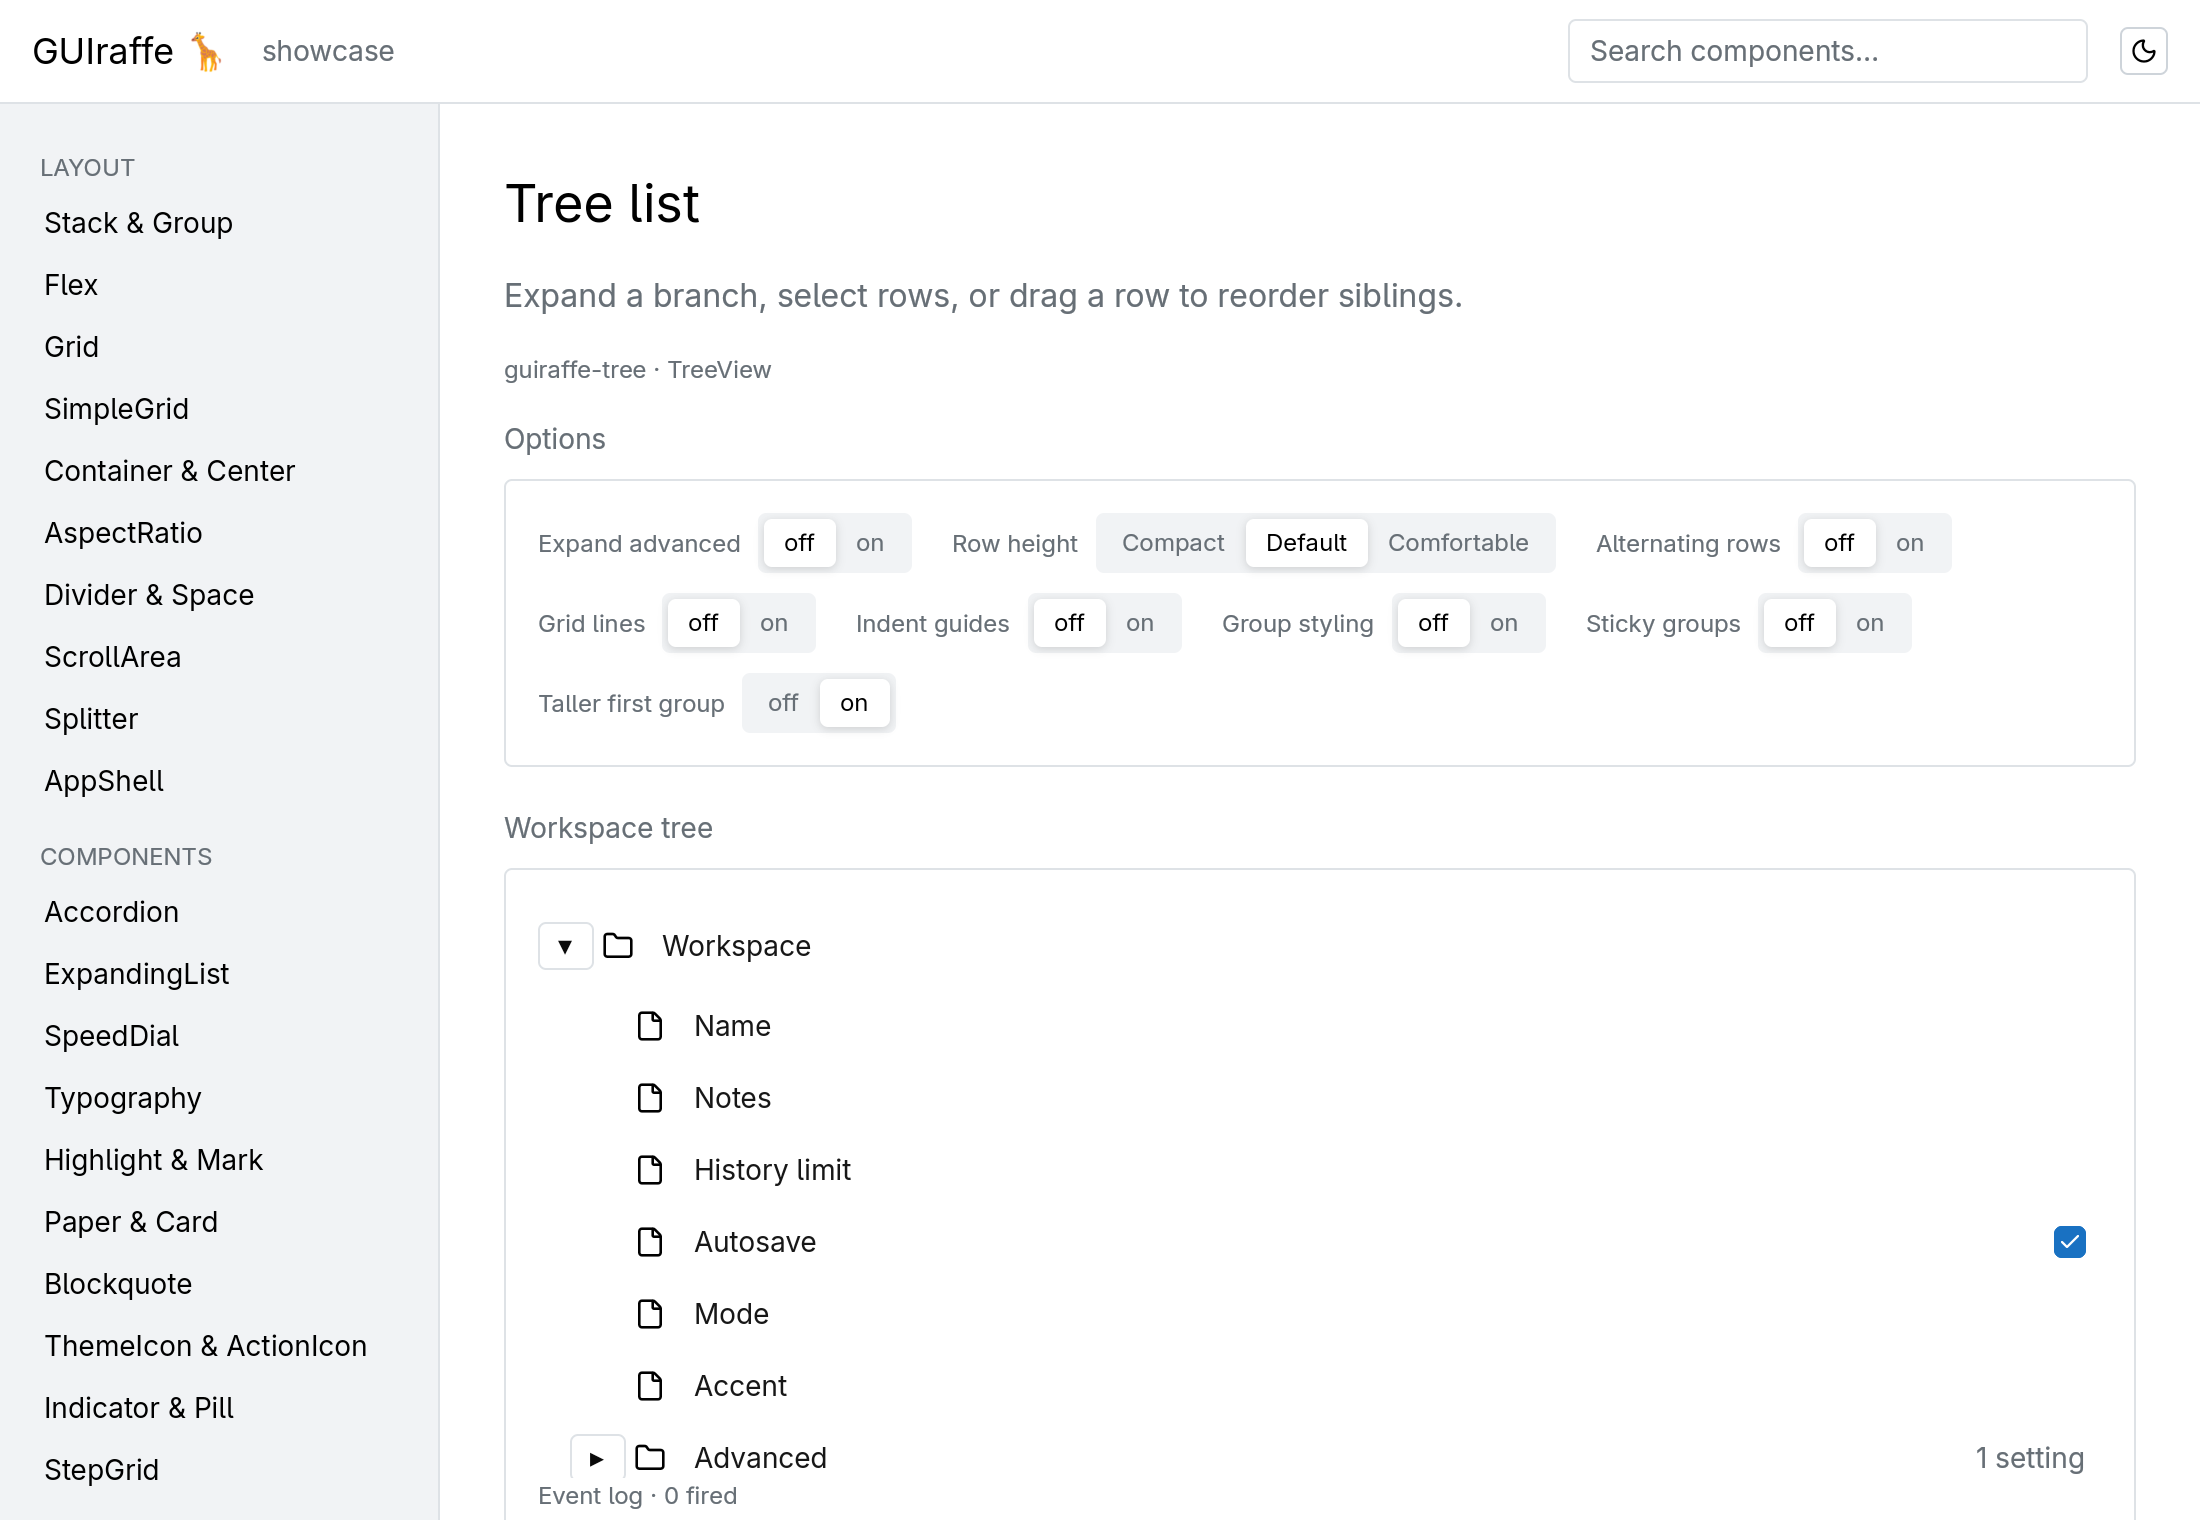 GUIraffe 🦒 showcase Search components...
LAYOUT
Stack & Group
Flex
Grid
SimpleGrid
Container & Center
AspectRatio
Divider & Space
ScrollArea
Splitter
AppShell
COMPONENTS
Accordion
ExpandingList
SpeedDial
Typography
Highlight & Mark
Paper & Card
Blockquote
ThemeIcon & ActionIcon
Indicator & Pill
StepGrid
Tree list
Expand a branch, select rows, or drag a row to reorder siblings.
guiraffe-tree · TreeView
Options
Expand advanced off on Row height Compact Default Comfortable Alternating rows off on
Grid lines off on Indent guides off on Group styling off on Sticky groups off on
Taller first group off on
Workspace tree
Workspace
Name
Notes
History limit
Autosave
Mode
Accent
Advanced 1 setting
Event log · 0 fired